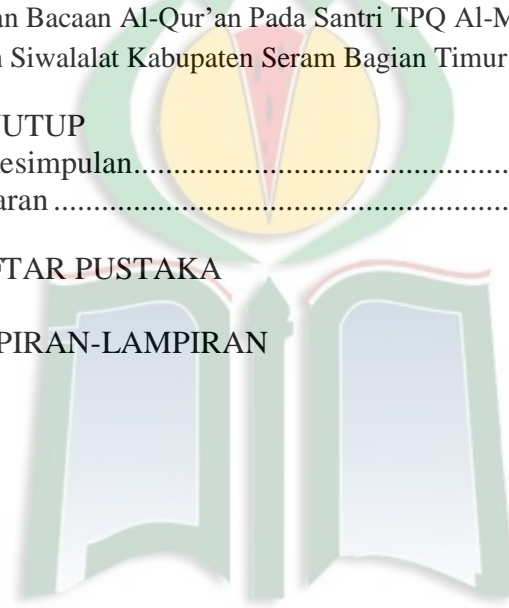 an Bacaan Al-Qur’an Pada Santri TPQ Al-M
Siwalalat Kabupaten Seram Bagian Timur
UTUP
esimpulan
aran
TAR PUSTAKA
PIRAN-LAMPIRAN